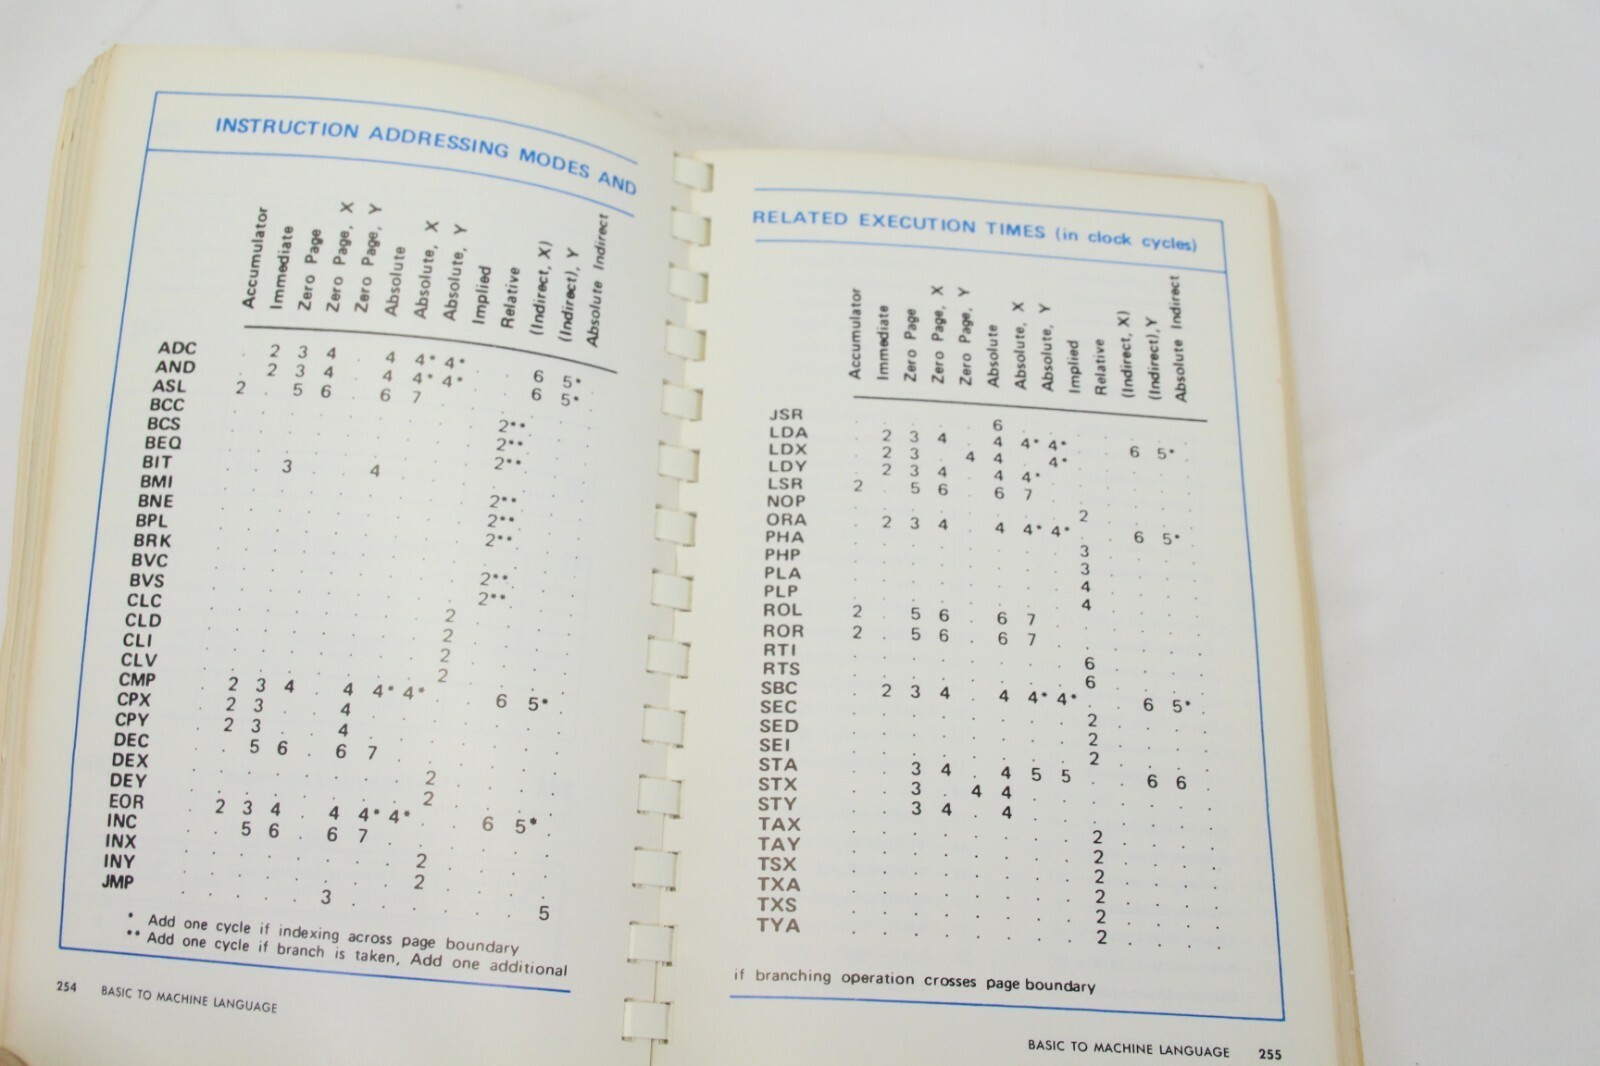 INSTRUCTION ADDRESSING MODES AND
Accumulator
Immediate
Zero Page
Zero Page, X
Zero Page, Y
Absolute
Absolute, X
Absolute, Y
Implied
Relative
(Indirect, X)
(Indirect), Y
Absolute Indirect
ADC . 2 3 4 . 4 4* 4* . . 6 5* .
AND . 2 3 4 . 4 4* 4* . . 6 5* .
ASL 2 . 5 6 . 6 7 . . . . . .
BCC . . . . . . . . . 2** . . .
BCS . . . . . . . . . 2** . . .
BEQ . . . . . . . . . 2** . . .
BIT . . 3 . . 4 . . . . . . .
BMI . . . . . . . . . 2** . . .
BNE . . . . . . . . . 2** . . .
BPL . . . . . . . . . 2** . . .
BRK . . . . . . . . . . . . .
BVC . . . . . . . . . 2** . . .
BVS . . . . . . . . . 2** . . .
CLC . . . . . . . . 2 . . . .
CLD . . . . . . . . 2 . . . .
CLI . . . . . . . . 2 . . . .
CLV . . . . . . . . 2 . . . .
CMP . 2 3 4 . 4 4* 4* . . 6 5* .
CPX . 2 3 . . 4 . . . . . . .
CPY . 2 3 . . 4 . . . . . . .
DEC . . 5 6 . 6 7 . . . . . .
DEX . . . . . . . . 2 . . . .
DEY . . . . . . . . 2 . . . .
EOR . 2 3 4 . 4 4* 4* . . 6 5* .
INC . . 5 6 . 6 7 . . . . . .
INX . . . . . . . . 2 . . . .
INY . . . . . . . . 2 . . . .
JMP . . . . . 3 . . . . . . 5
* Add one cycle if indexing across page boundary
** Add one cycle if branch is taken, Add one additional
254 BASIC TO MACHINE LANGUAGE
RELATED EXECUTION TIMES (in clock cycles)
Accumulator
Immediate
Zero Page
Zero Page, X
Zero Page, Y
Absolute
Absolute, X
Absolute, Y
Implied
Relative
(Indirect, X)
(Indirect), Y
Absolute Indirect
JSR . . . . . 6 . . . . . . .
LDA . 2 3 4 . 4 4* 4* . . 6 5* .
LDX . 2 3 . 4 4 . 4* . . . . .
LDY . 2 3 4 . 4 4* . . . . . .
LSR 2 . 5 6 . 6 7 . . . . . .
NOP . . . . . . . . 2 . . . .
ORA . 2 3 4 . 4 4* 4* . . 6 5* .
PHA . . . . . . . . 3 . . . .
PHP . . . . . . . . 3 . . . .
PLA . . . . . . . . 4 . . . .
PLP . . . . . . . . 4 . . . .
ROL 2 . 5 6 . 6 7 . . . . . .
ROR 2 . 5 6 . 6 7 . . . . . .
RTI . . . . . . . . 6 . . . .
RTS . . . . . . . . 6 . . . .
SBC . 2 3 4 . 4 4* 4* . . 6 5* .
SEC . . . . . . . . 2 . . . .
SED . . . . . . . . 2 . . . .
SEI . . . . . . . . 2 . . . .
STA . . 3 4 . 4 5 5 . . 6 6 .
STX . . 3 . 4 4 . . . . . . .
STY . . 3 4 . 4 . . . . . . .
TAX . . . . . . . . 2 . . . .
TAY . . . . . . . . 2 . . . .
TSX . . . . . . . . 2 . . . .
TXA . . . . . . . . 2 . . . .
TXS . . . . . . . . 2 . . . .
TYA . . . . . . . . 2 . . . .
if branching operation crosses page boundary
BASIC TO MACHINE LANGUAGE 255